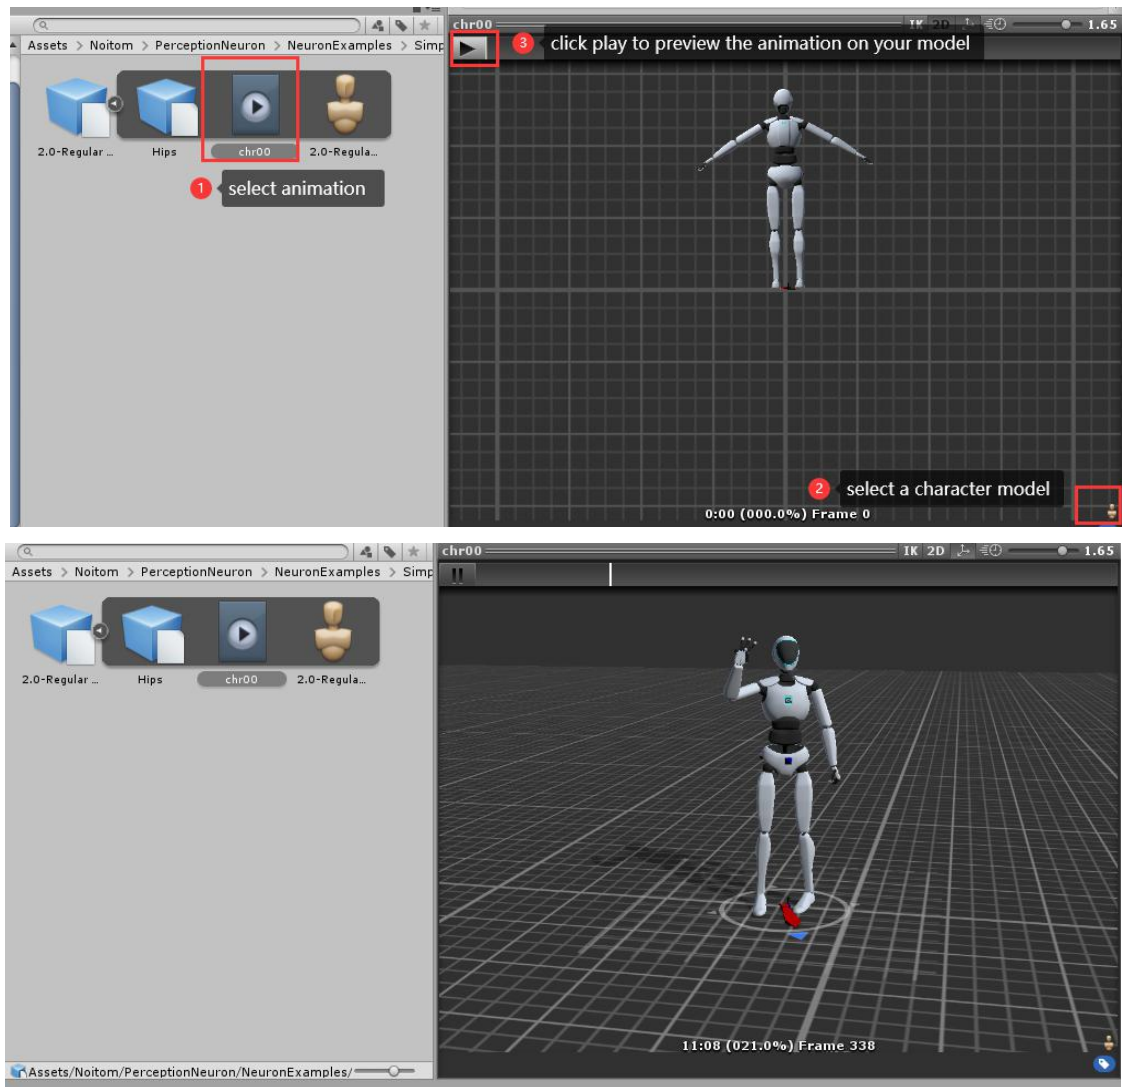 chr00
IK 2D 1.65
Assets > Noitom > PerceptionNeuron > NeuronExamples > Simp
3 click play to preview the animation on your model
2.0-Regular ... Hips chr00 2.0-Regula...
1 select animation
2 select a character model
0:00 (000.0%) Frame 0
chr00 IK 2D 1.65
Assets > Noitom > PerceptionNeuron > NeuronExamples > Simp
2.0-Regular ... Hips chr00 2.0-Regula...
11:08 (021.0%) Frame 338
Assets/Noitom/PerceptionNeuron/NeuronExamples/